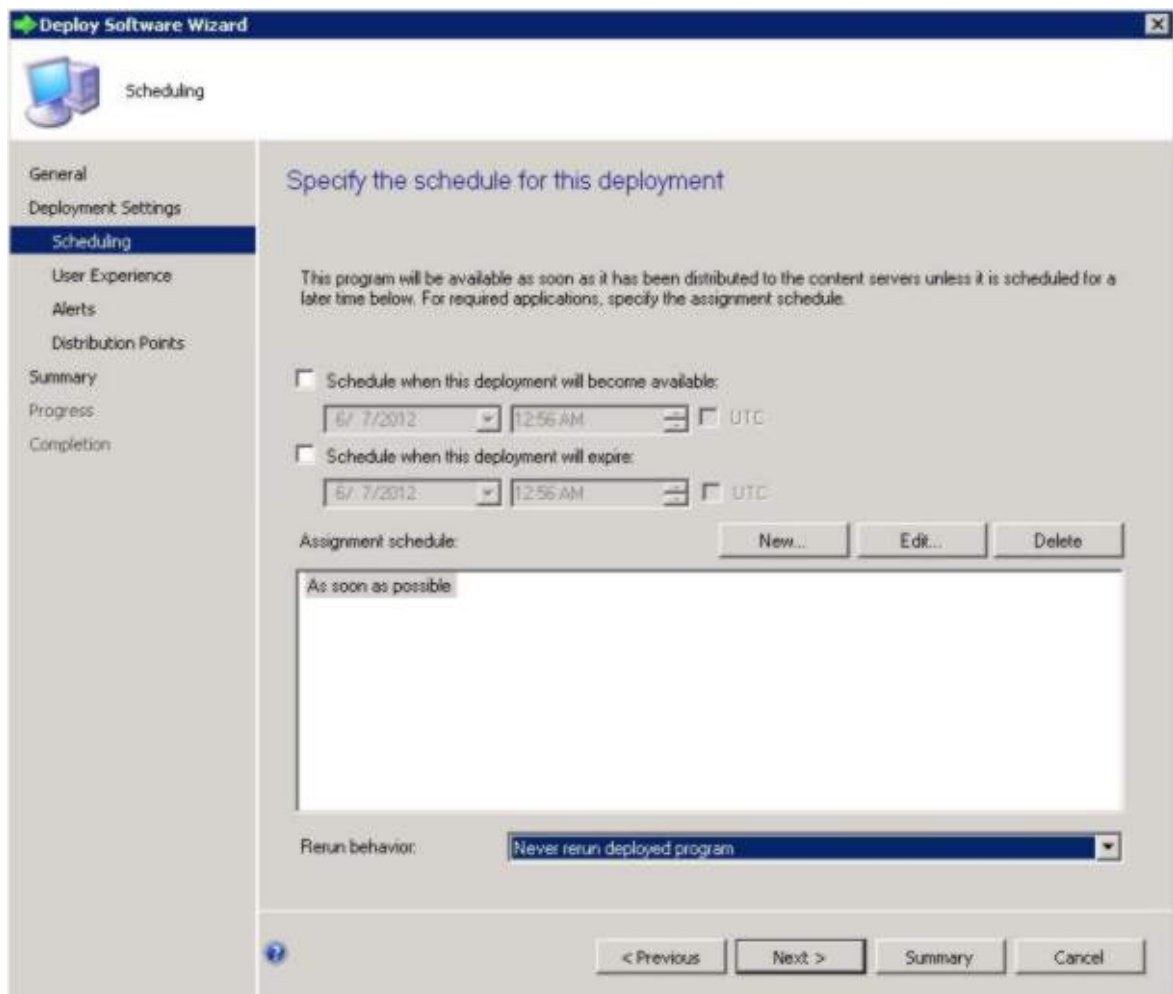 Deploy Software Wizard
Scheduling
General
Deployment Settings
Scheduling
User Experience
Alerts
Distribution Points
Summary
Progress
Completion
Specify the schedule for this deployment
This program will be available as soon as it has been distributed to the content servers unless it is scheduled for a
later time below. For required applications, specify the assignment schedule.
Schedule when this deployment will become available:
6/ 7/2012 12:56 AM UTC
Schedule when this deployment will expire:
6/ 7/2012 12:56 AM UTC
Assignment schedule: New... Edit... Delete
As soon as possible
Rerun behavior: Never rerun deployed program
< Previous Next > Summary Cancel